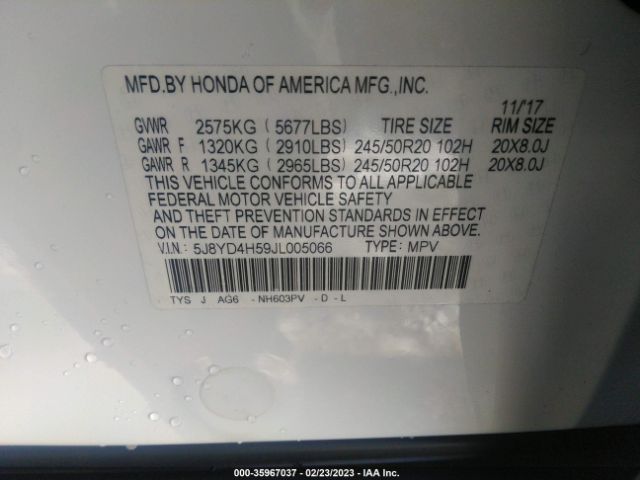 MFD.BY HONDA OF AMERICA MFG.,INC.
11/'17
GVWR 2575KG ( 5677LBS) TIRE SIZE RIM SIZE
GAWR F 1320KG ( 2910LBS) 245/50R20 102H 20X8.0J
GAWR R 1345KG ( 2965LBS) 245/50R20 102H 20X8.0J
THIS VEHICLE CONFORMS TO ALL APPLICABLE
FEDERAL MOTOR VEHICLE SAFETY
AND THEFT PREVENTION STANDARDS IN EFFECT
ON THE DATE OF MANUFACTURE SHOWN ABOVE.
V.I.N: 5J8YD4H59JL005066 TYPE: MPV
TYS J AG6 -NH603PV -D -L
000-35967037 - 02/23/2023 - IAA Inc.